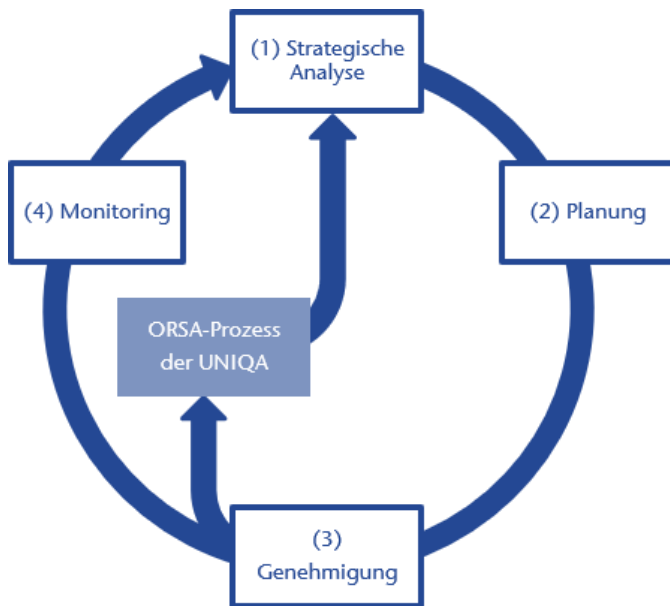 (1) Strategische
Analyse
(2) Planung
(4) Monitoring
ORSA-Prozess
der UNIQA
(3)
Genehmigung